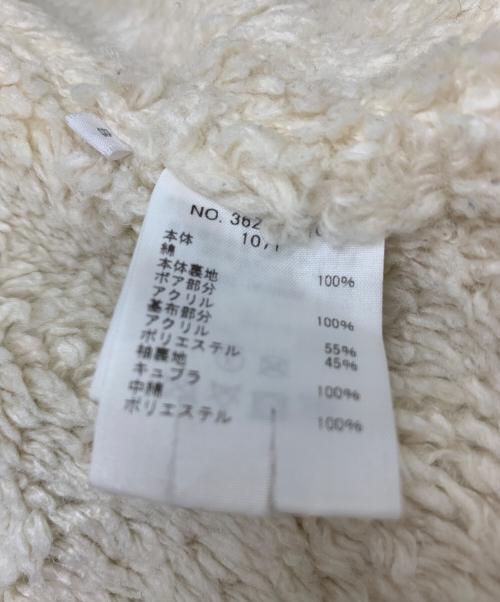 NO. 362
本体
綿 100%
本体裏地
ボア部分
アクリル 100%
基布部分
アクリル 55%
ポリエステル 45%
袖裏地
キュプラ 100%
中綿
ポリエステル 100%